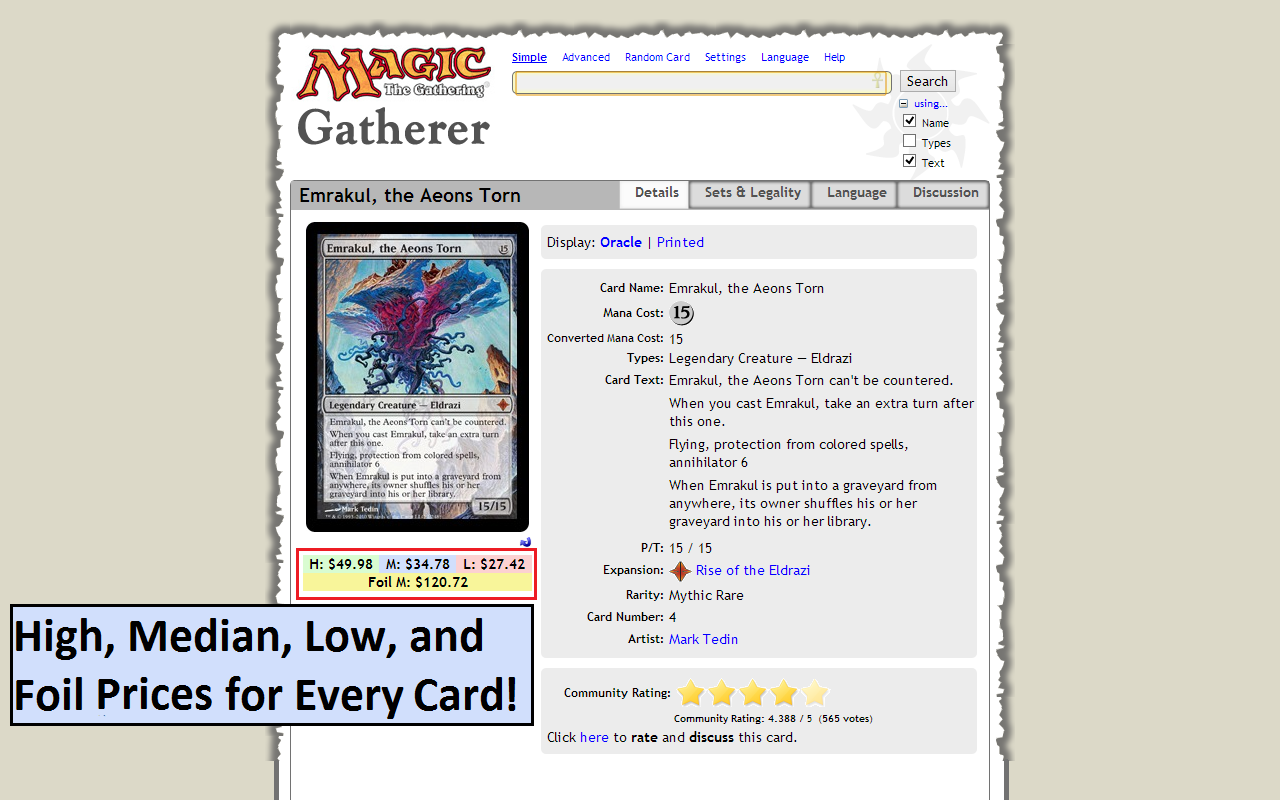 MAGIC
The Gathering
Gatherer
Simple Advanced Random Card Settings Language Help
Search
using...
Name
Types
Text
Emrakul, the Aeons Torn
Details Sets & Legality Language Discussion
Emrakul, the Aeons Torn 15
Legendary Creature — Eldrazi
Emrakul, the Aeons Torn can't be countered.
When you cast Emrakul, take an extra turn
after this one.
Flying, protection from colored spells,
annihilator 6
When Emrakul is put into a graveyard from
anywhere, its owner shuffles his or her
graveyard into his or her library.
15/15
Mark Tedin
H: $49.98 M: $34.78 L: $27.42
Foil M: $120.72
High, Median, Low, and
Foil Prices for Every Card!
Display: Oracle | Printed
Card Name: Emrakul, the Aeons Torn
Mana Cost: 15
Converted Mana Cost: 15
Types: Legendary Creature — Eldrazi
Card Text: Emrakul, the Aeons Torn can't be countered.
When you cast Emrakul, take an extra turn after
this one.
Flying, protection from colored spells,
annihilator 6
When Emrakul is put into a graveyard from
anywhere, its owner shuffles his or her
graveyard into his or her library.
P/T: 15 / 15
Expansion: Rise of the Eldrazi
Rarity: Mythic Rare
Card Number: 4
Artist: Mark Tedin
Community Rating:
Community Rating: 4.388 / 5 (565 votes)
Click here to rate and discuss this card.